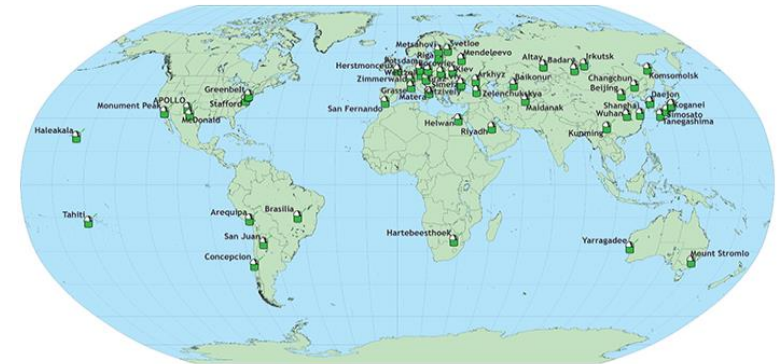 Metsahovi
Svetloe
Riga
Mendeleevo
Potsdam
Herstmonceux
Kiev
Zimmerwald
Grasse
Matera
Simeiz
Katzively
Arkhyz
Zelenchukskya
San Fernando
Altay
Badary
Irkutsk
Baikonur
Maidanak
Komsomolsk
Changchun
Beijing
Daejon
Koganei
Shanghai
Wuhan
Simosato
Tanegashima
Kunming
Greenbelt
Stafford
APOLLO
Monument Peak
McDonald
Haleakala
Helwan
Riyadh
Tahiti
Arequipa
Brasilia
San Juan
Concepcion
Hartebeesthoek
Yarragadee
Mount Stromlo